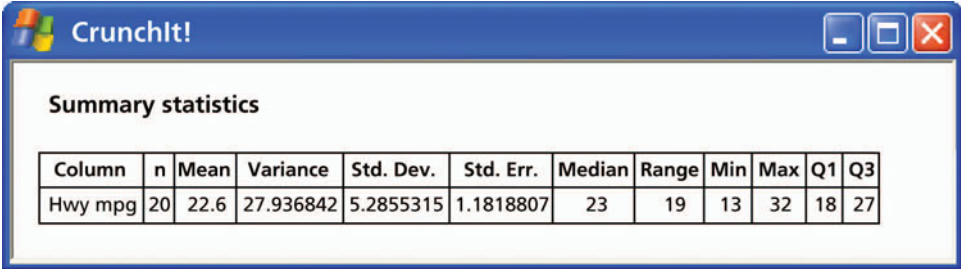 CrunchIt!
Summary statistics
Column n Mean Variance Std. Dev. Std. Err. Median Range Min Max Q1 Q3
Hwy mpg 20 22.6 27.936842 5.2855315 1.1818807 23 19 13 32 18 27